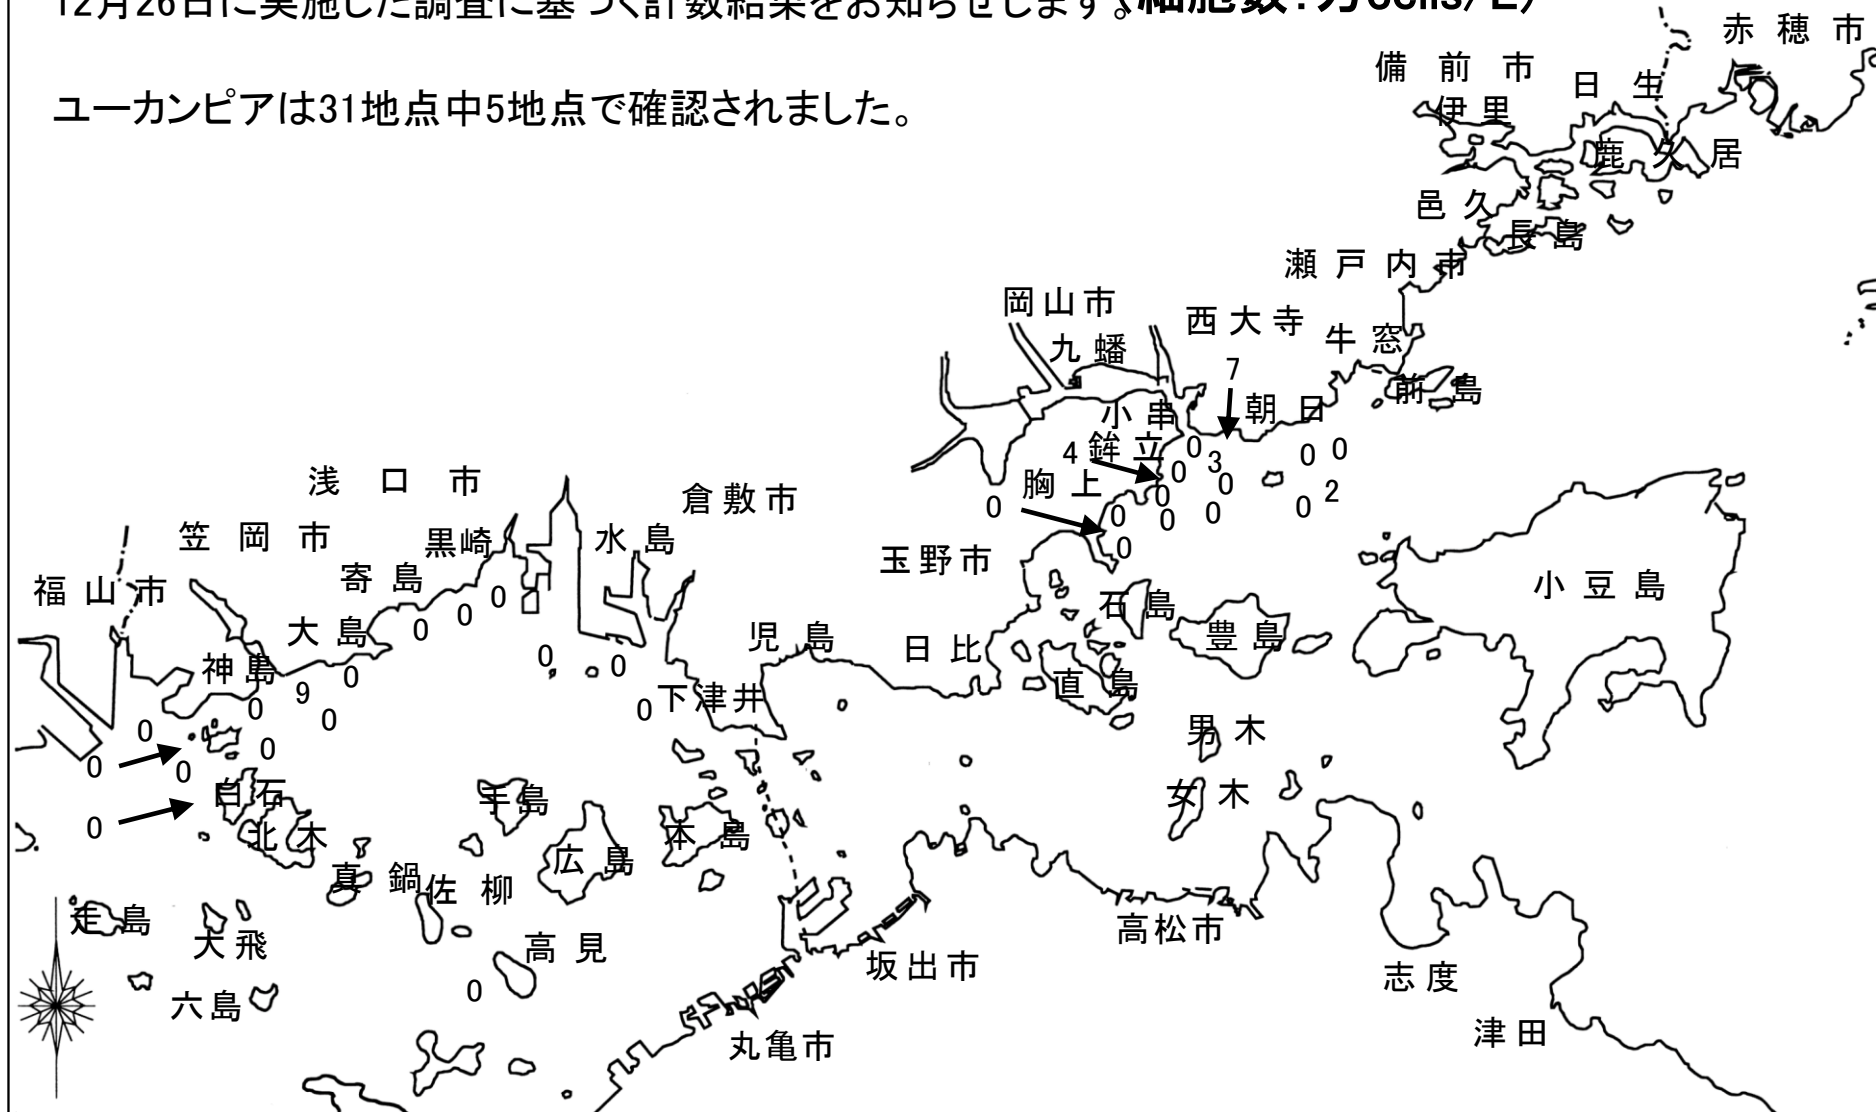 12月26日に実施した調査に基づく計数結果をお知らせします。(細胞数:万cells/L)
ユーカンピアは31地点中5地点で確認されました。
赤穂市
備前市
日生
伊里
鹿久居
邑久
長島
瀬戸内市
岡山市
西大寺
牛窓
九蟠
7
前島
朝日
小串
4
鉾立
0
0
3
0
0
0
2
胸上
0
0
0
0
0
0
0
0
0
浅口市
倉敷市
笠岡市
黒崎
水島
玉野市
福山市
寄島
小豆島
0
0
0
石島
大島
児島
日比
豊島
0
0
神島
0
9
直島
下津井
0
0
0
0
男木
0
0
0
白石
手島
女木
0
北木
本島
広島
真鍋
佐柳
走島
大飛
高見
高松市
坂出市
志度
六島
0
丸亀市
津田